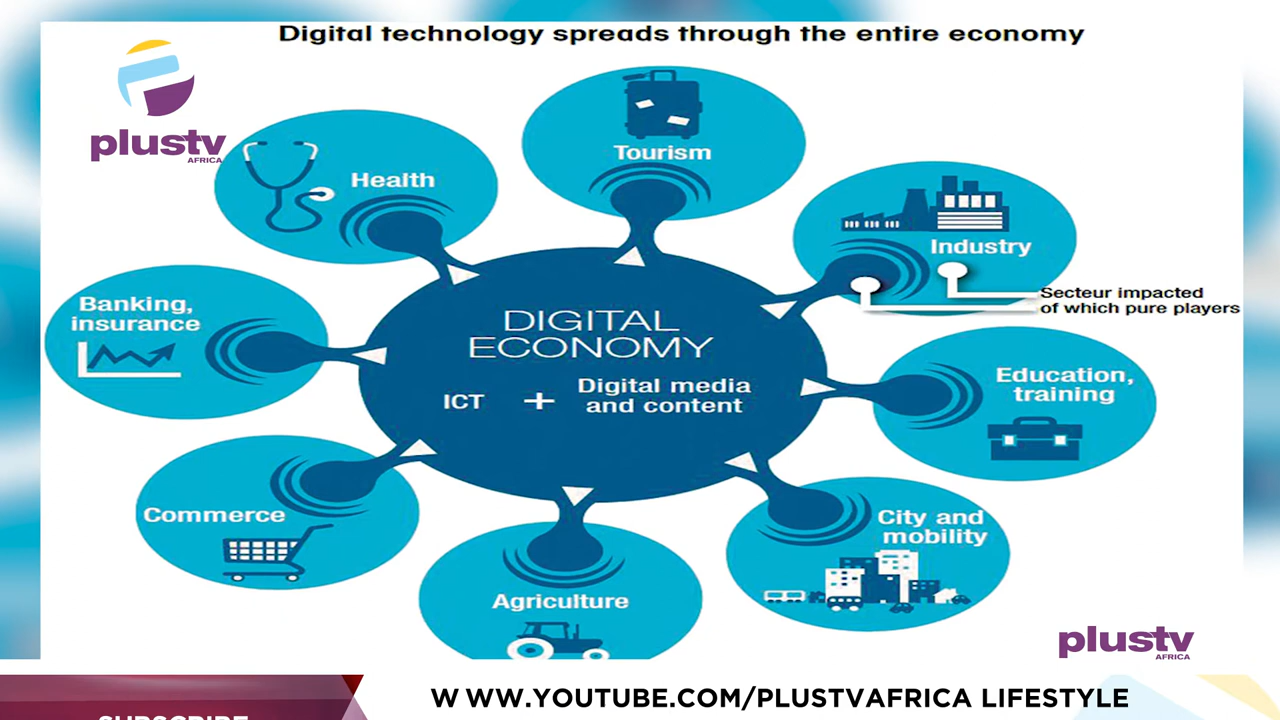 Digital technology spreads through the entire economy
plustv
AFRICA
Health
Tourism
Industry
Secteur impacted
of which pure players
Banking,
insurance
DIGITAL
ECONOMY
ICT + Digital media
and content
Education,
training
Commerce
City and
mobility
Agriculture
plustv
AFRICA
W WW.YOUTUBE.COM/PLUSTVAFRICA LIFESTYLE
SUBSCRIBE